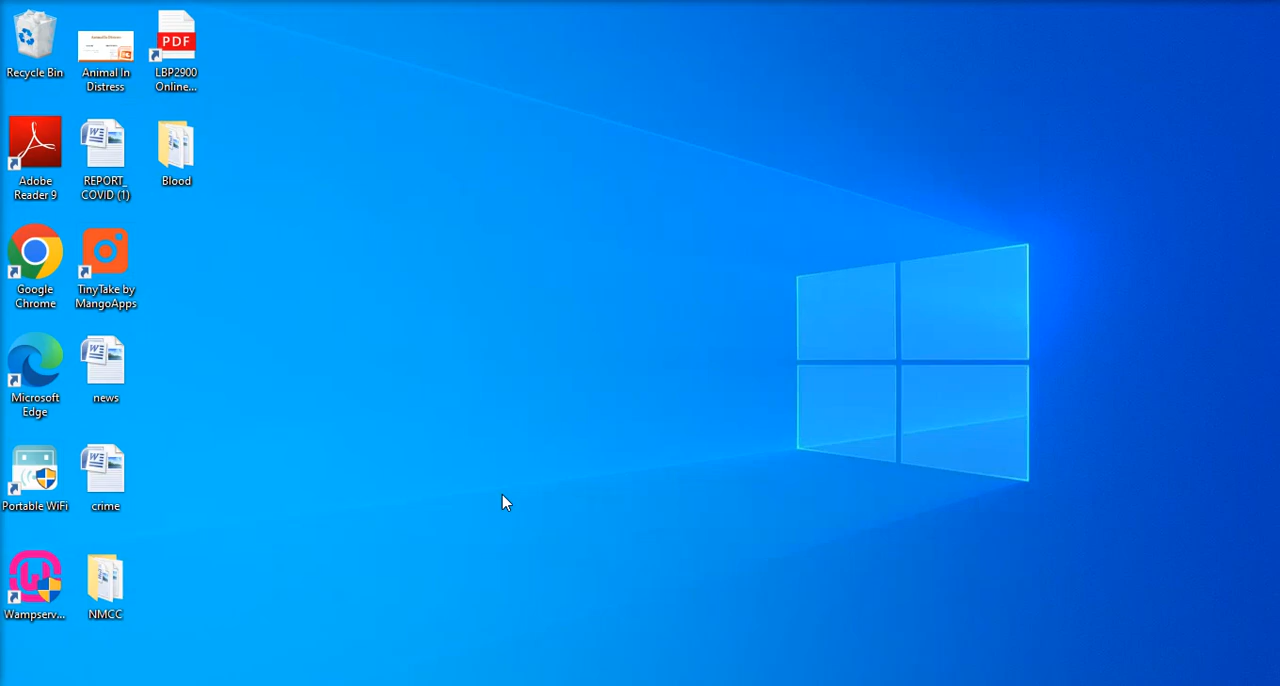 Recycle Bin
Animal In
Distress
PDF
LBP2900
Online...
Adobe
Reader 9
REPORT_
COVID (1)
Blood
Google
Chrome
TinyTake by
MangoApps
Microsoft
Edge
news
Portable WiFi
crime
Wampserv...
NMCC